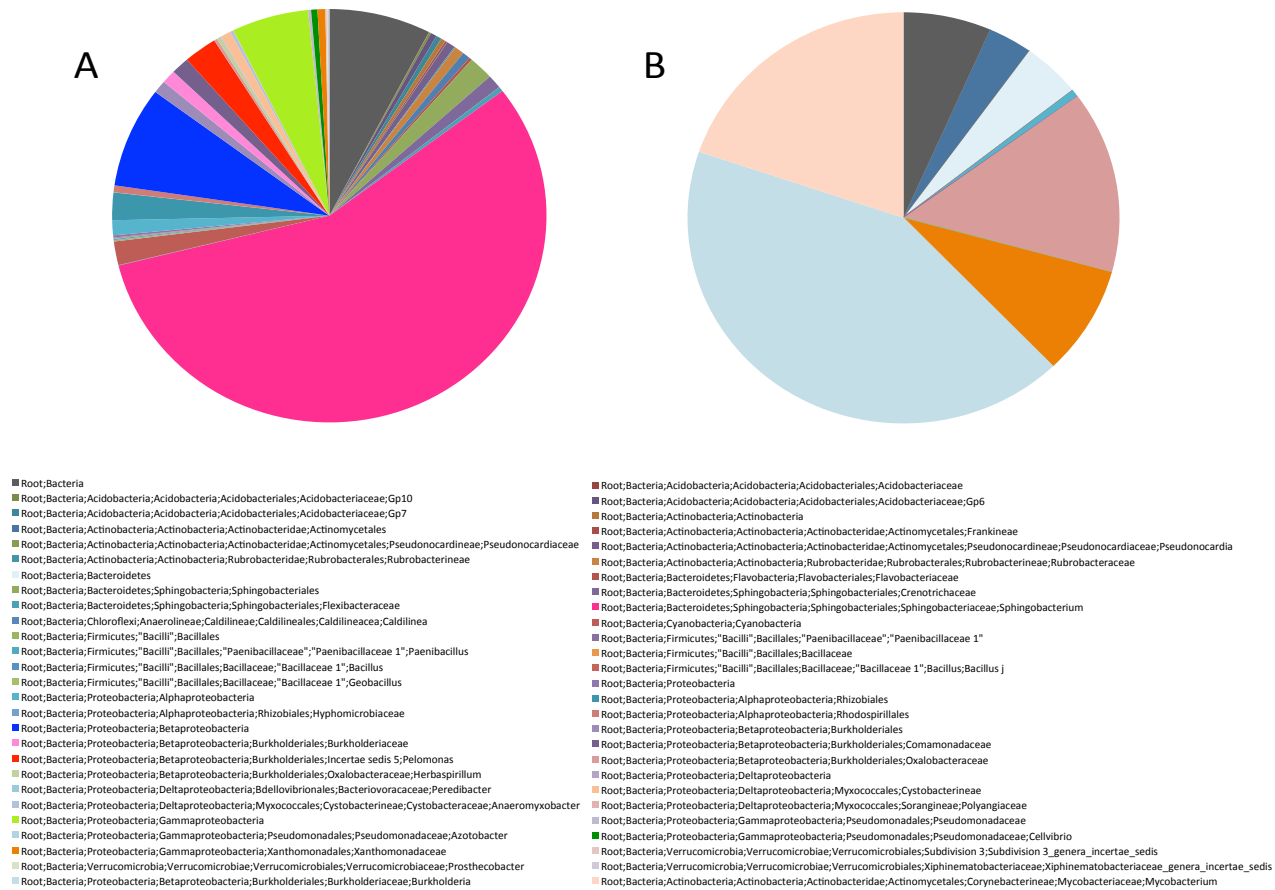 A
B
Root;Bacteria
Root;Bacteria;Acidobacteria;Acidobacteria;Acidobacteriales;Acidobacteriaceae;Gp10
Root;Bacteria;Acidobacteria;Acidobacteria;Acidobacteriales;Acidobacteriaceae;Gp7
Root;Bacteria;Actinobacteria;Actinobacteria;Actinobacteridae;Actinomycetales
Root;Bacteria;Actinobacteria;Actinobacteria;Actinobacteridae;Actinomycetales;Pseudonocardineae;Pseudonocardiaceae
Root;Bacteria;Actinobacteria;Actinobacteria;Rubrobacteridae;Rubrobacterales;Rubrobacterineae
Root;Bacteria;Bacteroidetes
Root;Bacteria;Bacteroidetes;Sphingobacteria;Sphingobacteriales
Root;Bacteria;Bacteroidetes;Sphingobacteria;Sphingobacteriales;Flexibacteraceae
Root;Bacteria;Chloroflexi;Anaerolineae;Caldilineae;Caldilineales;Caldilineacea;Caldilinea
Root;Bacteria;Firmicutes;"Bacilli";Bacillales
Root;Bacteria;Firmicutes;"Bacilli";Bacillales;"Paenibacillaceae";"Paenibacillaceae 1";Paenibacillus
Root;Bacteria;Firmicutes;"Bacilli";Bacillales;Bacillaceae;"Bacillaceae 1";Bacillus
Root;Bacteria;Firmicutes;"Bacilli";Bacillales;Bacillaceae;"Bacillaceae 1";Geobacillus
Root;Bacteria;Proteobacteria;Alphaproteobacteria
Root;Bacteria;Proteobacteria;Alphaproteobacteria;Rhizobiales;Hyphomicrobiaceae
Root;Bacteria;Proteobacteria;Betaproteobacteria
Root;Bacteria;Proteobacteria;Betaproteobacteria;Burkholderiales;Burkholderiaceae
Root;Bacteria;Proteobacteria;Betaproteobacteria;Burkholderiales;Incertae sedis 5;Pelomonas
Root;Bacteria;Proteobacteria;Betaproteobacteria;Burkholderiales;Oxalobacteraceae;Herbaspirillum
Root;Bacteria;Proteobacteria;Deltaproteobacteria;Bdellovibrionales;Bacteriovoracaceae;Peredibacter
Root;Bacteria;Proteobacteria;Deltaproteobacteria;Myxococcales;Cystobacterineae;Cystobacteraceae;Anaeromyxobacter
Root;Bacteria;Proteobacteria;Gammaproteobacteria
Root;Bacteria;Proteobacteria;Gammaproteobacteria;Pseudomonadales;Pseudomonadaceae;Azotobacter
Root;Bacteria;Proteobacteria;Gammaproteobacteria;Xanthomonadales;Xanthomonadaceae
Root;Bacteria;Verrucomicrobia;Verrucomicrobiae;Verrucomicrobiales;Verrucomicrobiaceae;Prosthecobacter
Root;Bacteria;Proteobacteria;Betaproteobacteria;Burkholderiales;Burkholderiaceae;Burkholderia
Root;Bacteria;Acidobacteria;Acidobacteria;Acidobacteriales;Acidobacteriaceae
Root;Bacteria;Acidobacteria;Acidobacteria;Acidobacteriales;Acidobacteriaceae;Gp6
Root;Bacteria;Actinobacteria;Actinobacteria
Root;Bacteria;Actinobacteria;Actinobacteria;Actinobacteridae;Actinomycetales;Frankineae
Root;Bacteria;Actinobacteria;Actinobacteria;Actinobacteridae;Actinomycetales;Pseudonocardineae;Pseudonocardiaceae;Pseudonocardia
Root;Bacteria;Actinobacteria;Actinobacteria;Rubrobacteridae;Rubrobacterales;Rubrobacterineae;Rubrobacteraceae
Root;Bacteria;Bacteroidetes;Flavobacteria;Flavobacteriales;Flavobacteriaceae
Root;Bacteria;Bacteroidetes;Sphingobacteria;Sphingobacteriales;Crenotrichaceae
Root;Bacteria;Bacteroidetes;Sphingobacteria;Sphingobacteriales;Sphingobacteriaceae;Sphingobacterium
Root;Bacteria;Cyanobacteria;Cyanobacteria
Root;Bacteria;Firmicutes;"Bacilli";Bacillales;"Paenibacillaceae";"Paenibacillaceae 1"
Root;Bacteria;Firmicutes;"Bacilli";Bacillales;Bacillaceae
Root;Bacteria;Firmicutes;"Bacilli";Bacillales;Bacillaceae;"Bacillaceae 1";Bacillus;Bacillus j
Root;Bacteria;Proteobacteria
Root;Bacteria;Proteobacteria;Alphaproteobacteria;Rhizobiales
Root;Bacteria;Proteobacteria;Alphaproteobacteria;Rhodospirillales
Root;Bacteria;Proteobacteria;Betaproteobacteria;Burkholderiales
Root;Bacteria;Proteobacteria;Betaproteobacteria;Burkholderiales;Comamonadaceae
Root;Bacteria;Proteobacteria;Betaproteobacteria;Burkholderiales;Oxalobacteraceae
Root;Bacteria;Proteobacteria;Deltaproteobacteria
Root;Bacteria;Proteobacteria;Deltaproteobacteria;Myxococcales;Cystobacterineae
Root;Bacteria;Proteobacteria;Deltaproteobacteria;Myxococcales;Sorangineae;Polyangiaceae
Root;Bacteria;Proteobacteria;Gammaproteobacteria;Pseudomonadales;Pseudomonadaceae
Root;Bacteria;Proteobacteria;Gammaproteobacteria;Pseudomonadales;Pseudomonadaceae;Cellvibrio
Root;Bacteria;Verrucomicrobia;Verrucomicrobiae;Verrucomicrobiales;Subdivision 3;Subdivision 3_genera_incertae_sedis
Root;Bacteria;Verrucomicrobia;Verrucomicrobiae;Verrucomicrobiales;Xiphinematobacteriaceae;Xiphinematobacteriaceae_genera_incertae_sedis
Root;Bacteria;Actinobacteria;Actinobacteria;Actinobacteridae;Actinomycetales;Corynebacterineae;Mycobacteriaceae;Mycobacterium